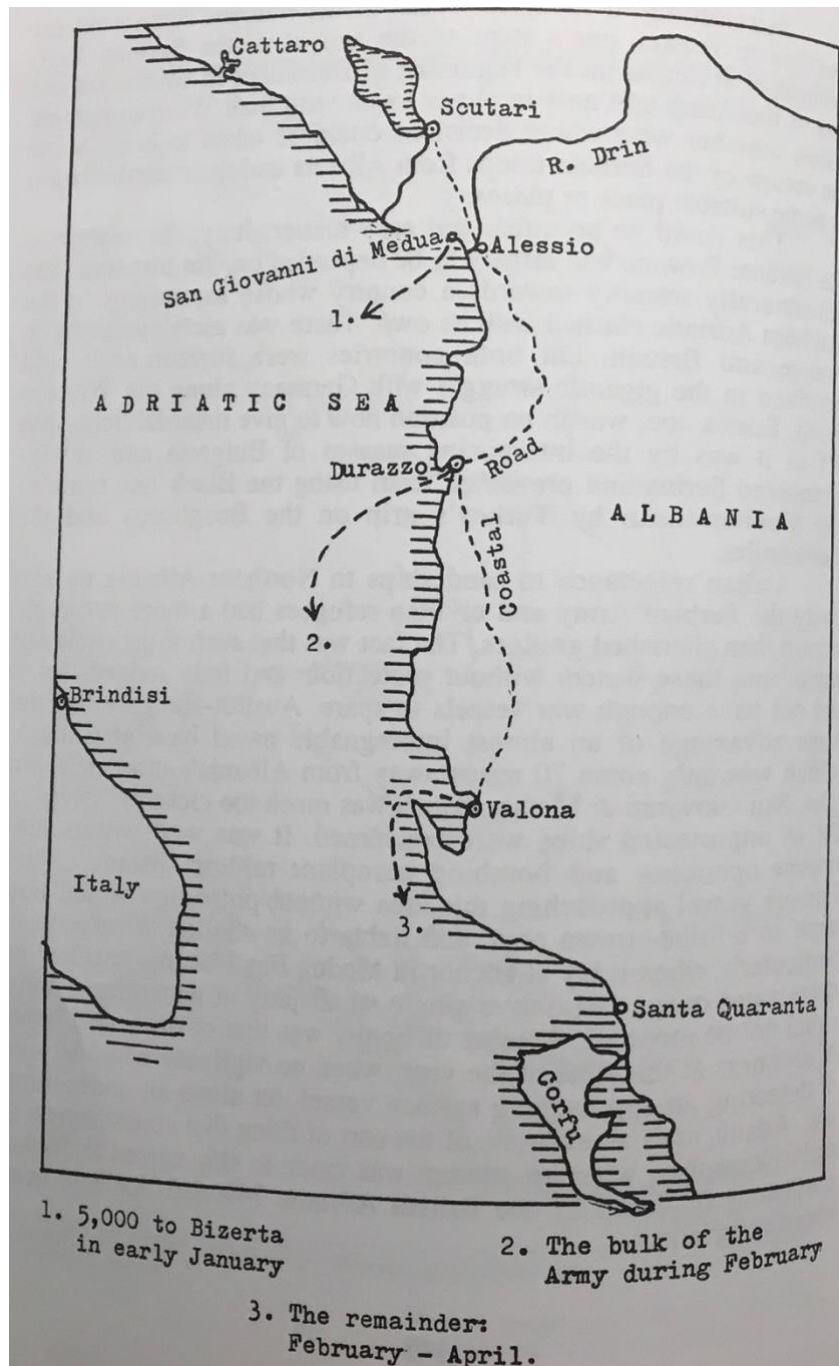 Cattaro
Scutari
R. Drin
San Giovanni di Medua
Alessio
1.
ADRIATIC SEA
Durazzo
Road
ALBANIA
Coastal
2.
Brindisi
Valona
Italy
3.
Santa Quaranta
Corfu
1. 5,000 to Bizerta
in early January
2. The bulk of the
Army during February
3. The remainder:
February - April.